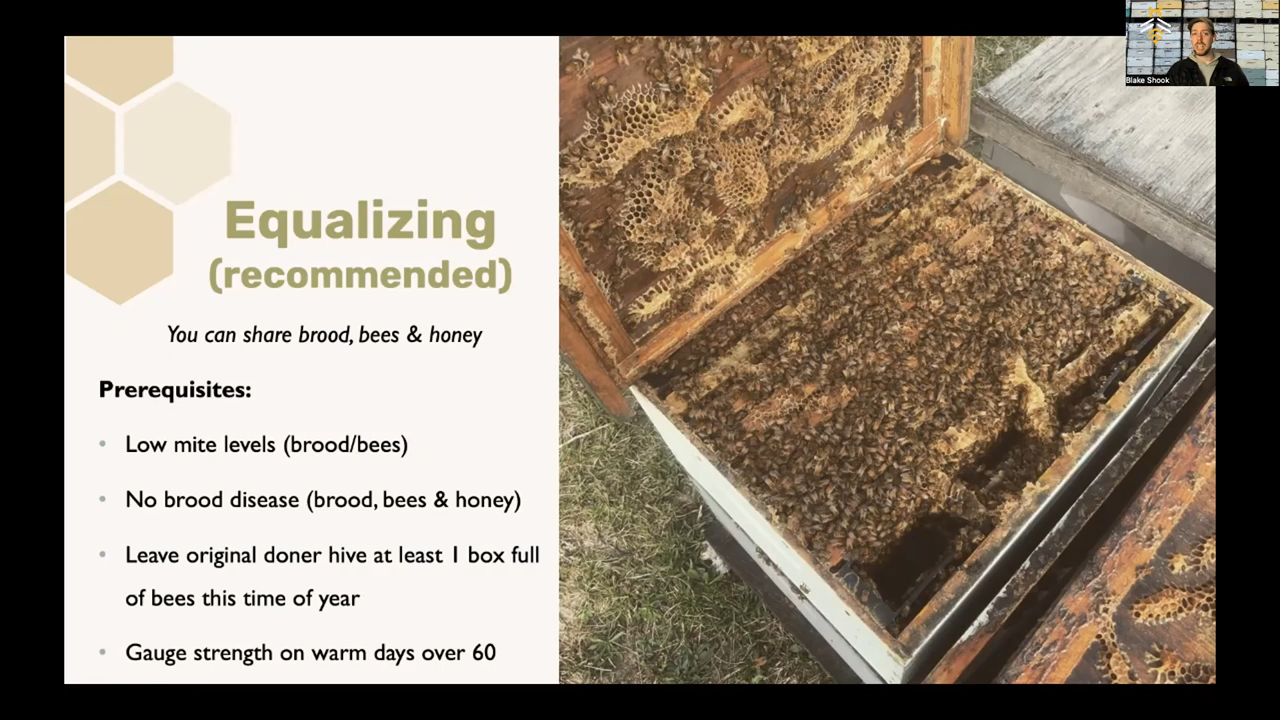 Blake Shook
Equalizing
(recommended)
You can share brood, bees & honey
Prerequisites:
• Low mite levels (brood/bees)
• No brood disease (brood, bees & honey)
• Leave original doner hive at least 1 box full
of bees this time of year
• Gauge strength on warm days over 60